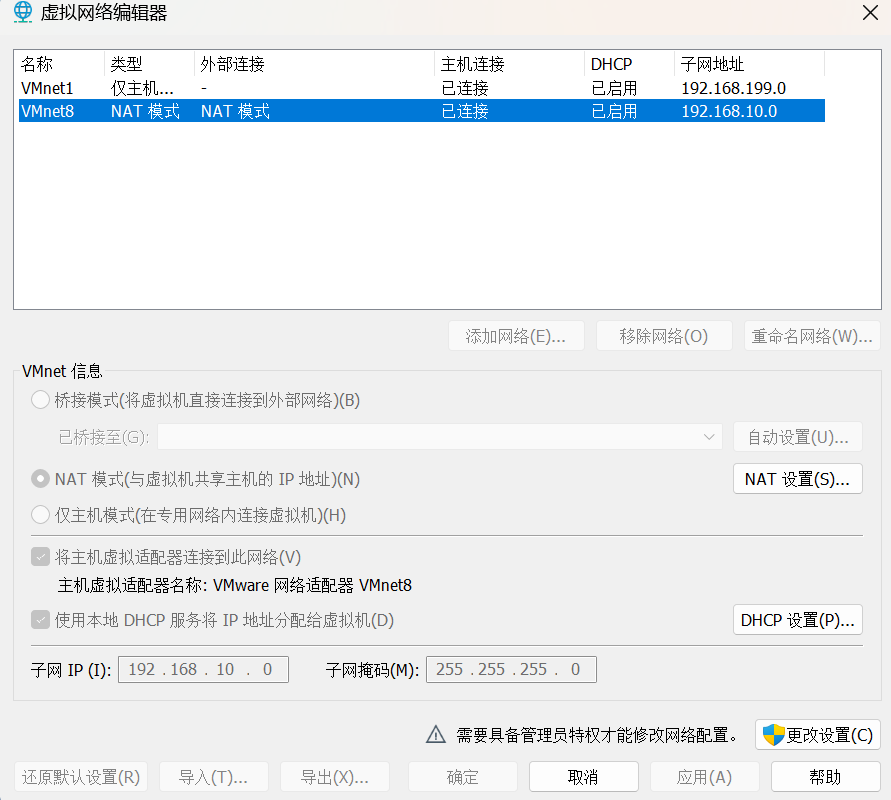 虚拟网络编辑器
名称 类型 外部连接 主机连接 DHCP 子网地址
VMnet1 仅主机... - 已连接 已启用 192.168.199.0
VMnet8 NAT 模式 NAT 模式 已连接 已启用 192.168.10.0
添加网络(E)... 移除网络(O) 重命名网络(W)...
VMnet 信息
桥接模式(将虚拟机直接连接到外部网络)(B)
已桥接至(G): 自动设置(U)...
NAT 模式(与虚拟机共享主机的 IP 地址)(N) NAT 设置(S)...
仅主机模式(在专用网络内连接虚拟机)(H)
将主机虚拟适配器连接到此网络(V)
主机虚拟适配器名称: VMware 网络适配器 VMnet8
使用本地 DHCP 服务将 IP 地址分配给虚拟机(D) DHCP 设置(P)...
子网 IP (I): 192 . 168 . 10 . 0 子网掩码(M): 255 . 255 . 255 . 0
需要具备管理员特权才能修改网络配置。 更改设置(C)
还原默认设置(R) 导入(T)... 导出(X)... 确定 取消 应用(A) 帮助